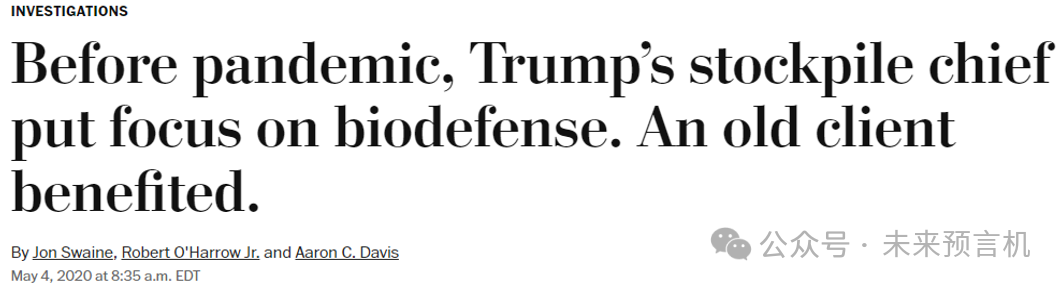 INVESTIGATIONS
Before pandemic, Trump’s stockpile chief
put focus on biodefense. An old client
benefited.
By Jon Swaine, Robert O'Harrow Jr. and Aaron C. Davis
May 4, 2020 at 8:35 a.m. EDT
公众号 · 未来预言机